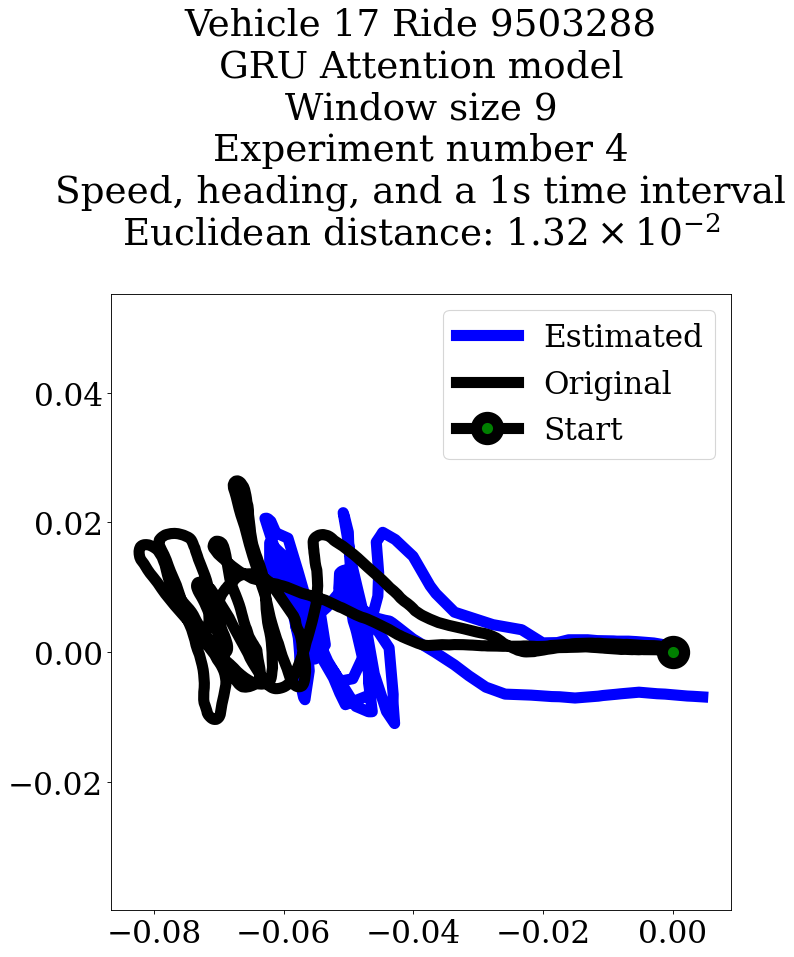 Vehicle 17 Ride 9503288
GRU Attention model
Window size 9
Experiment number 4
Speed, heading, and a 1s time interval
Euclidean distance: 1.32 × 10⁻²
Estimated
Original
Start
0.04
0.02
0.00
−0.02
−0.08 −0.06 −0.04 −0.02 0.00